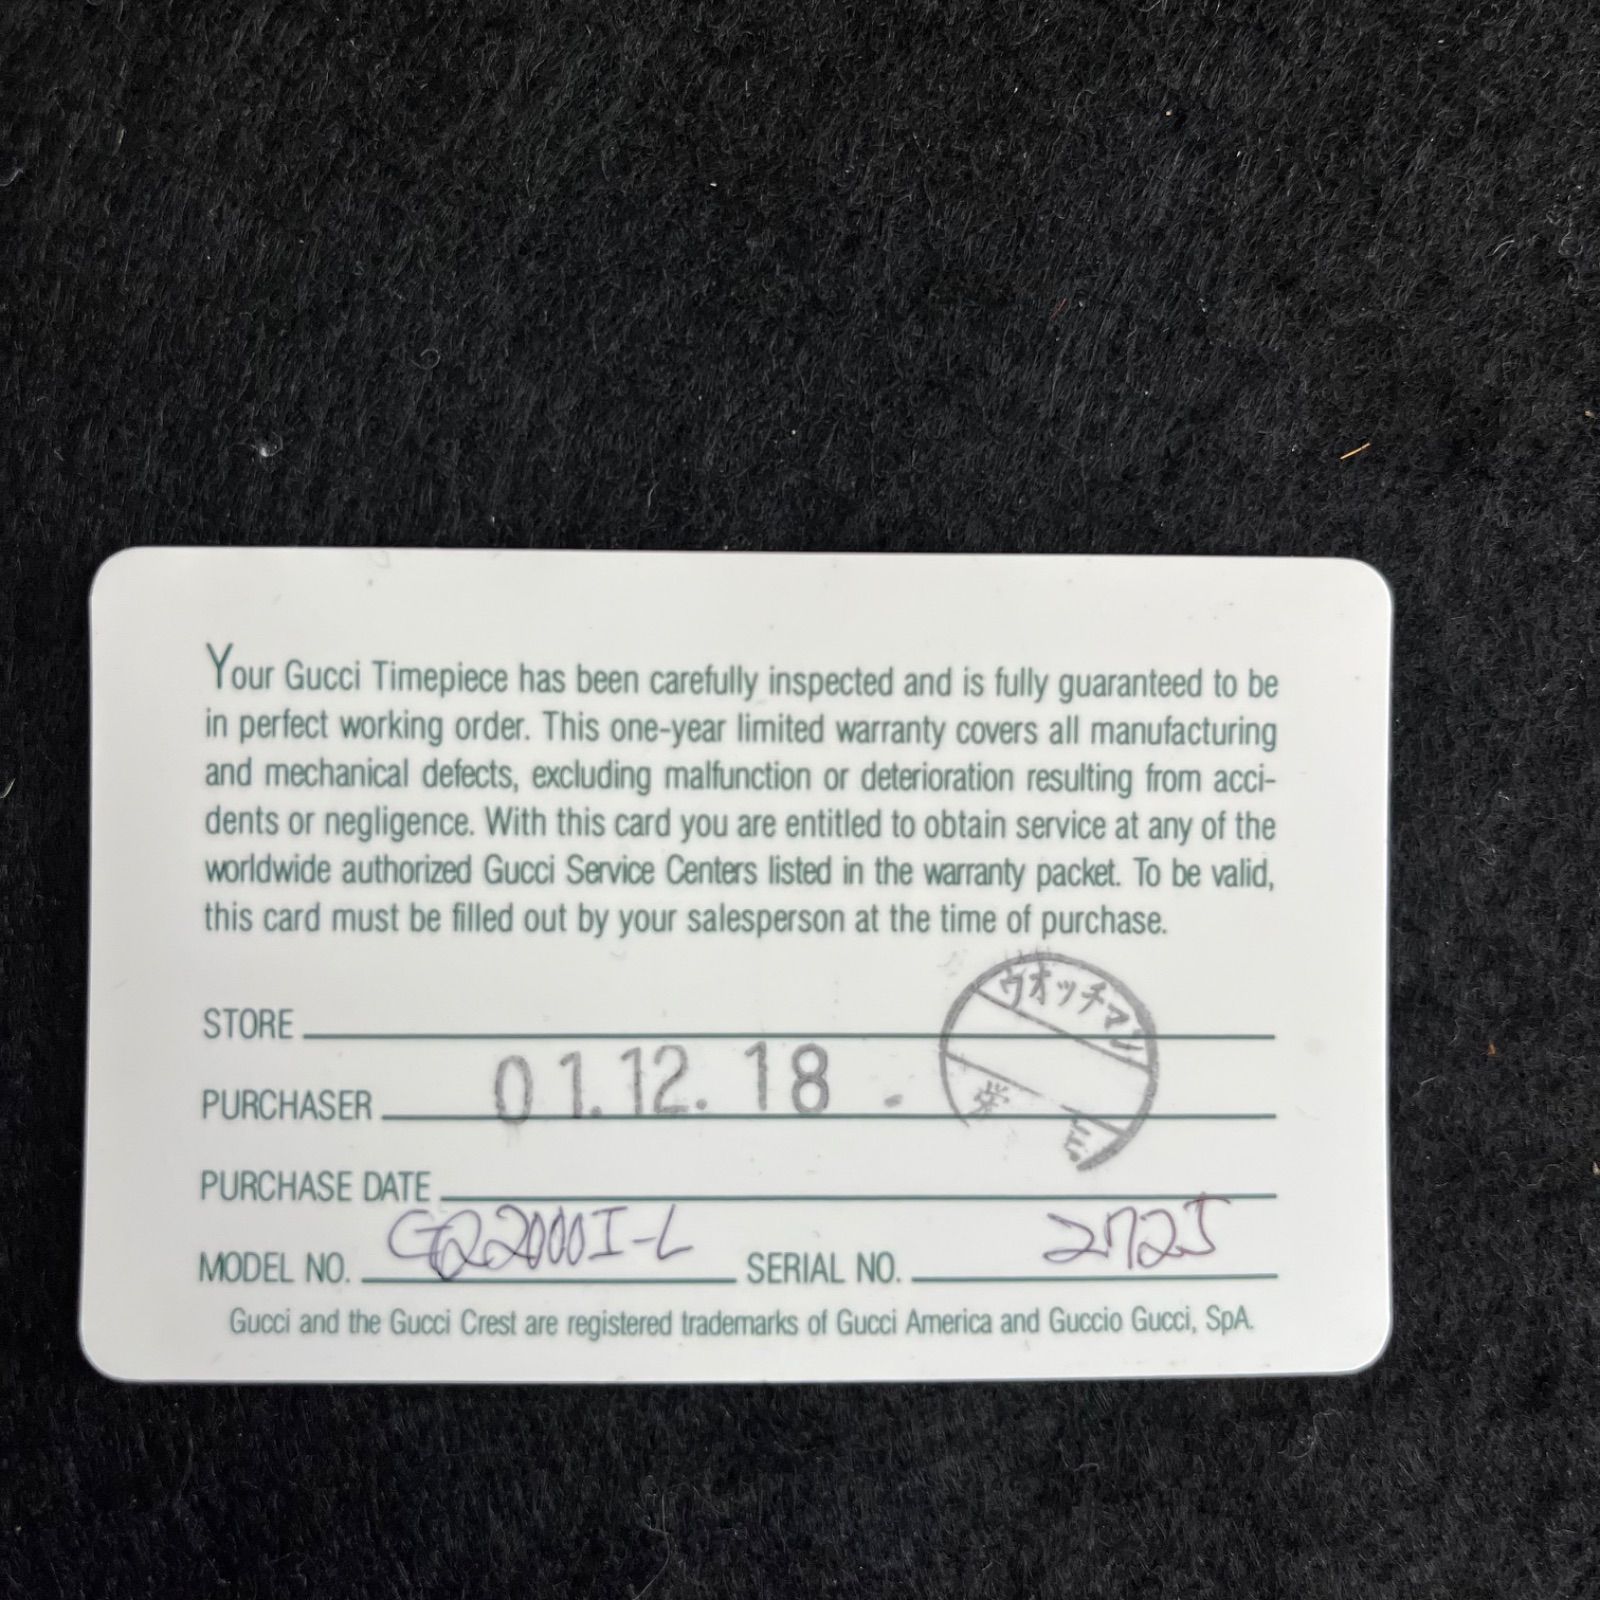 Your Gucci Timepiece has been carefully inspected and is fully guaranteed to be
in perfect working order. This one-year limited warranty covers all manufacturing
and mechanical defects, excluding malfunction or deterioration resulting from acci-
dents or negligence. With this card you are entitled to obtain service at any of the
worldwide authorized Gucci Service Centers listed in the warranty packet. To be valid,
this card must be filled out by your salesperson at the time of purchase.
ウオッチマン
STORE
PURCHASER 01.12.18
栄
PURCHASE DATE
MODEL NO. GQ2000I-L SERIAL NO. 2725
Gucci and the Gucci Crest are registered trademarks of Gucci America and Guccio Gucci, SpA.